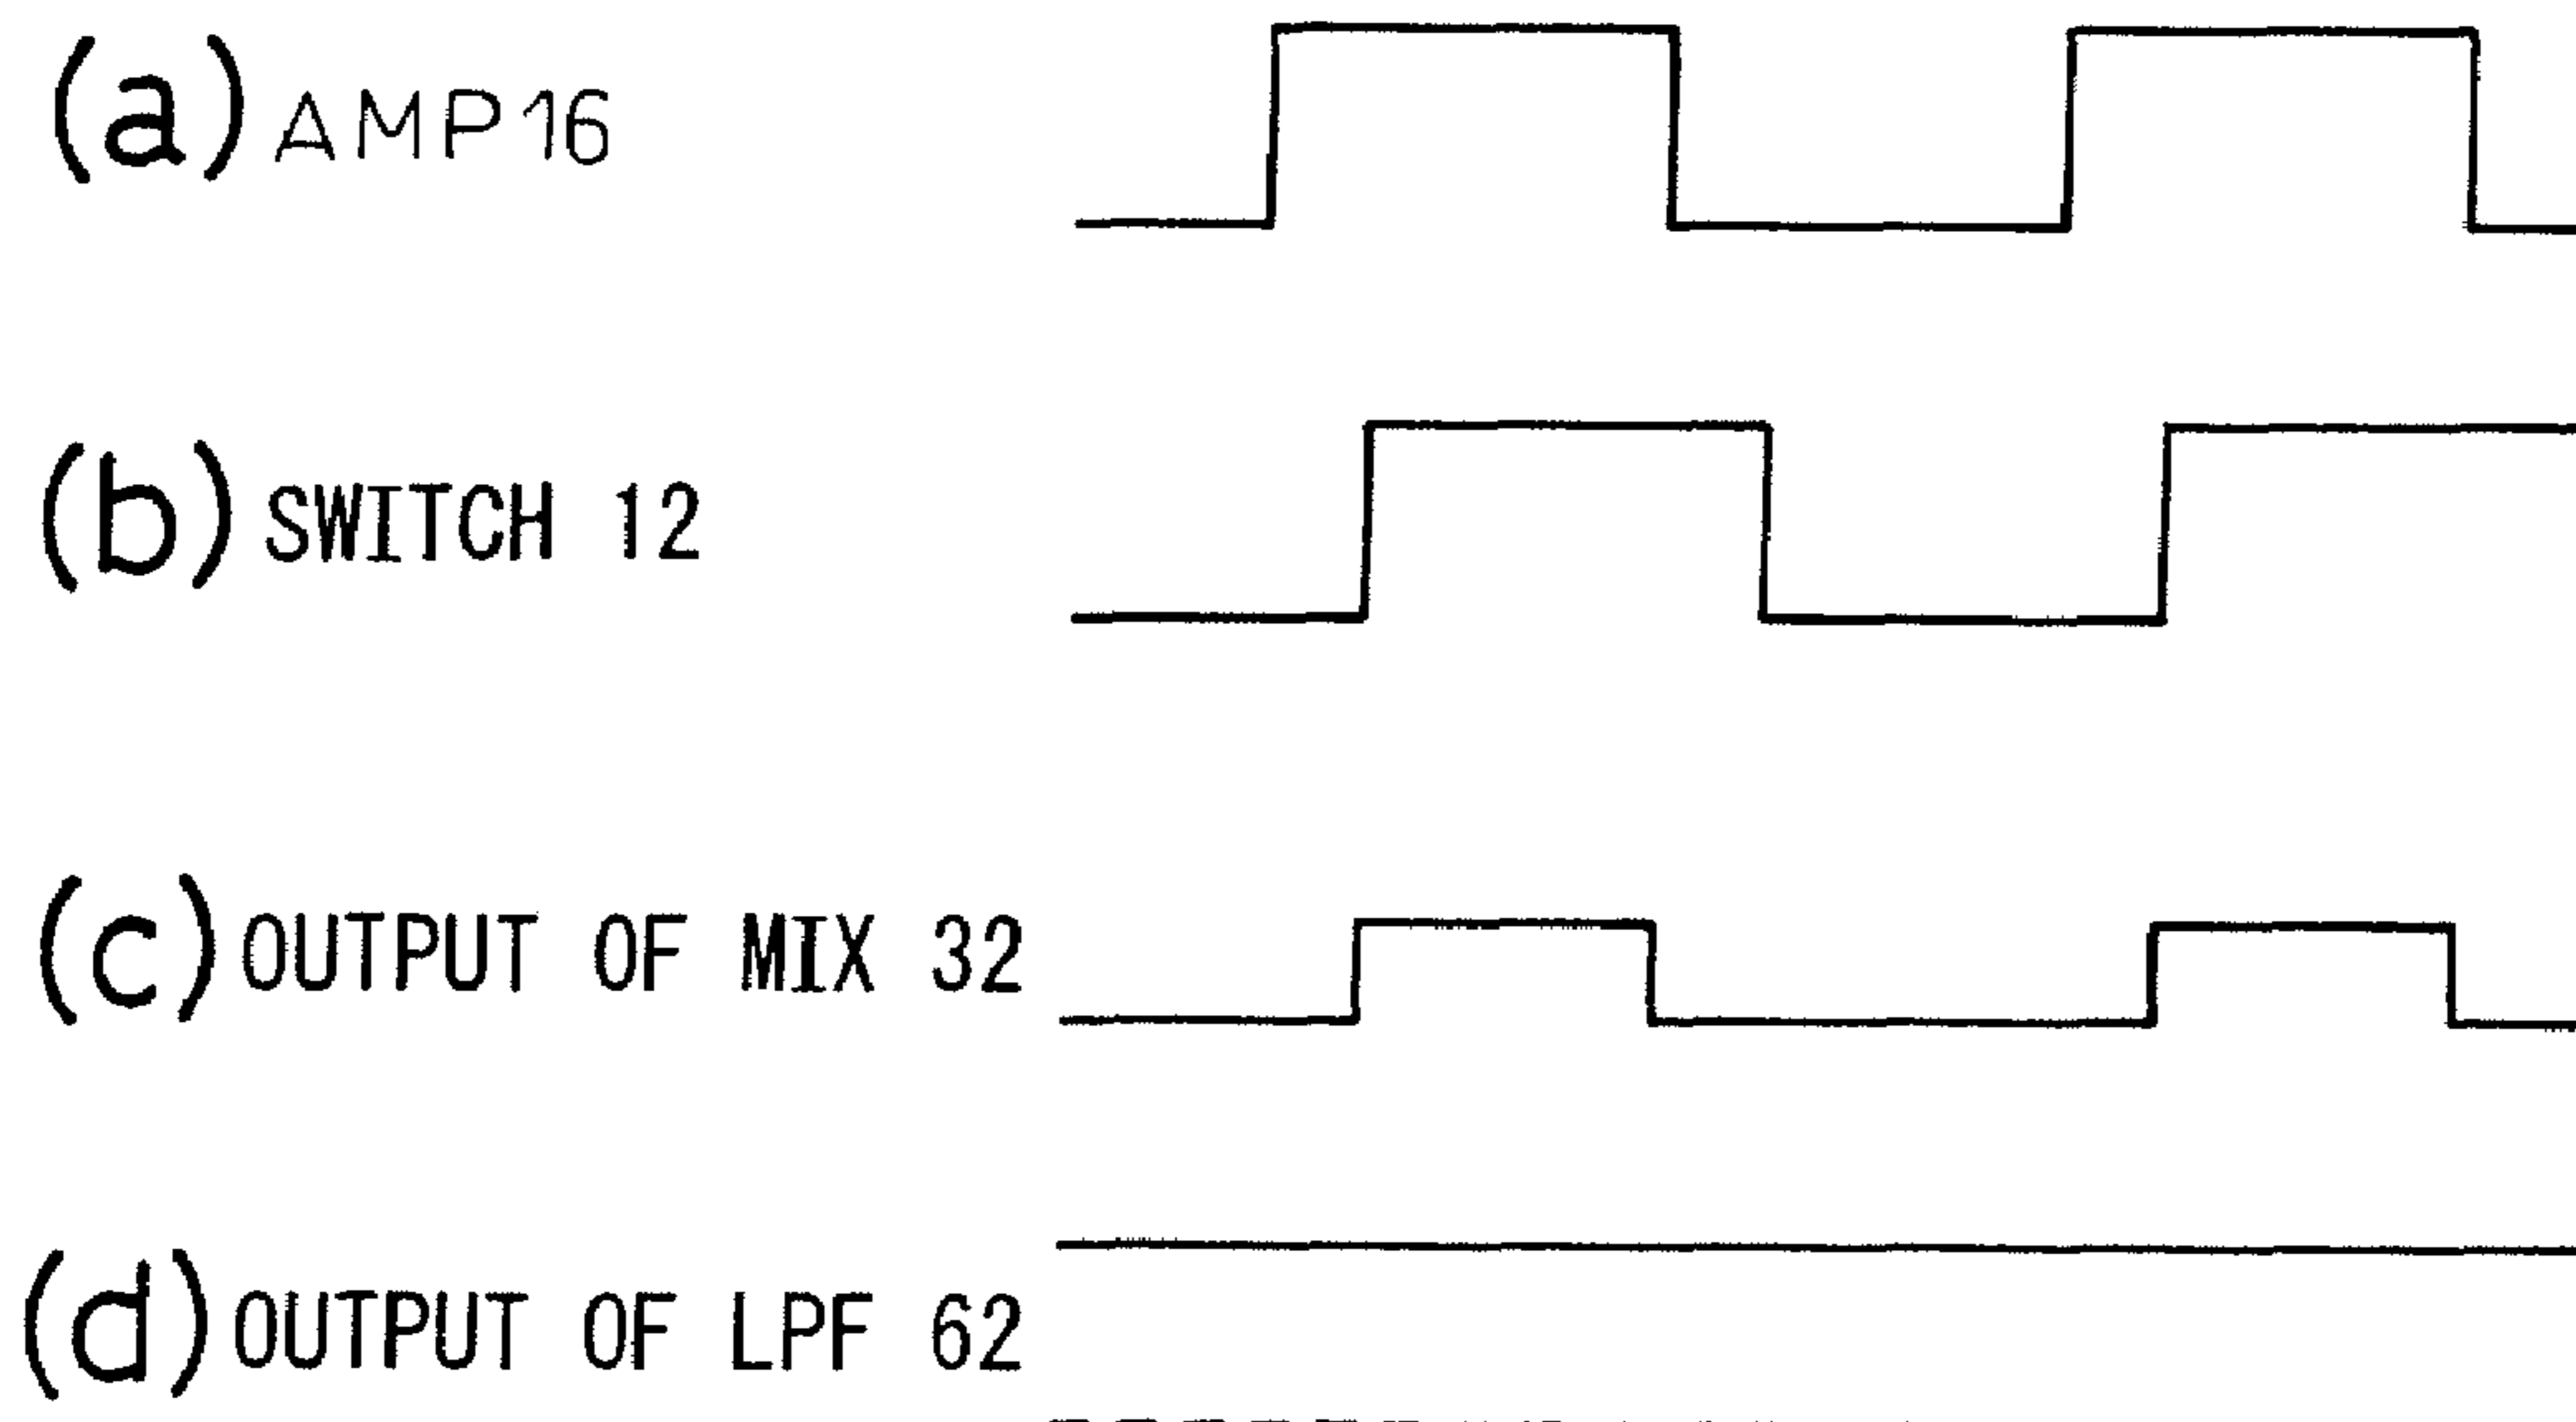 (a) AMP16
(b) SWITCH 12
(c) OUTPUT OF MIX 32
(d) OUTPUT OF LPF 62